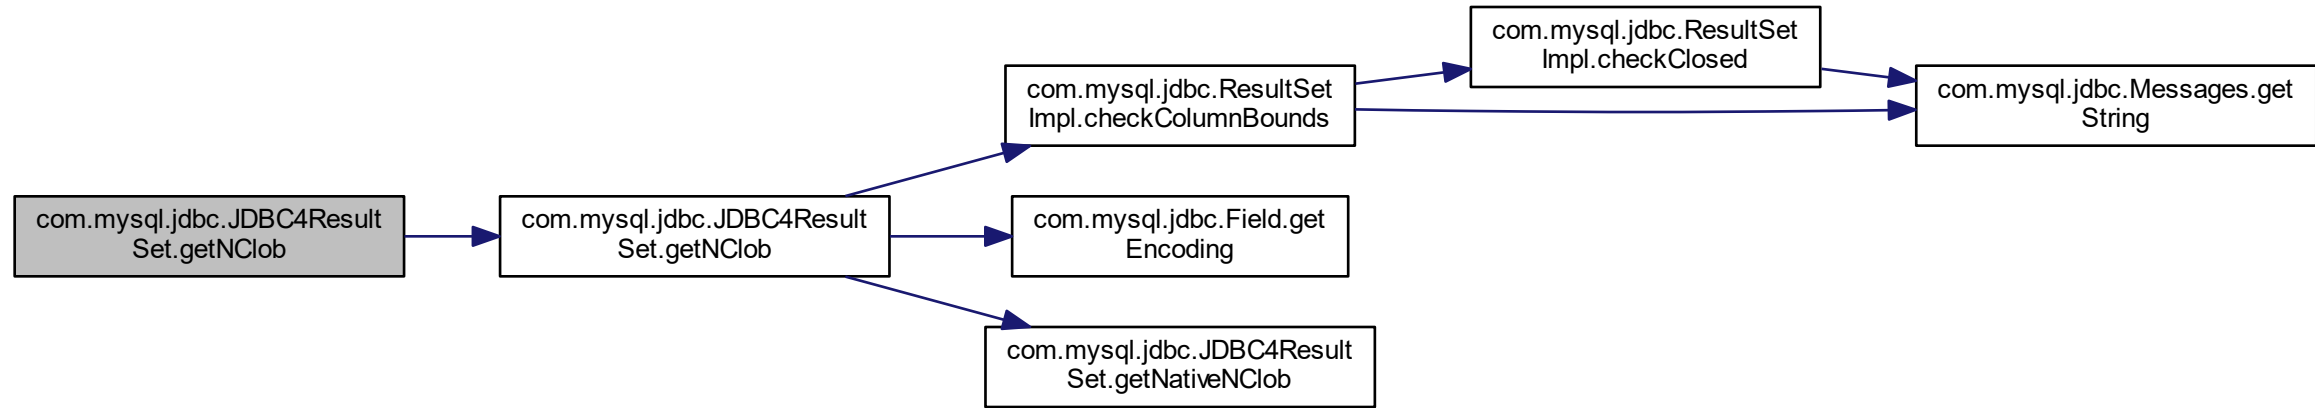 com.mysql.jdbc.JDBC4Result
Set.getNClob
com.mysql.jdbc.JDBC4Result
Set.getNClob
com.mysql.jdbc.ResultSet
Impl.checkColumnBounds
com.mysql.jdbc.ResultSet
Impl.checkClosed
com.mysql.jdbc.Messages.get
String
com.mysql.jdbc.Field.get
Encoding
com.mysql.jdbc.JDBC4Result
Set.getNativeNClob